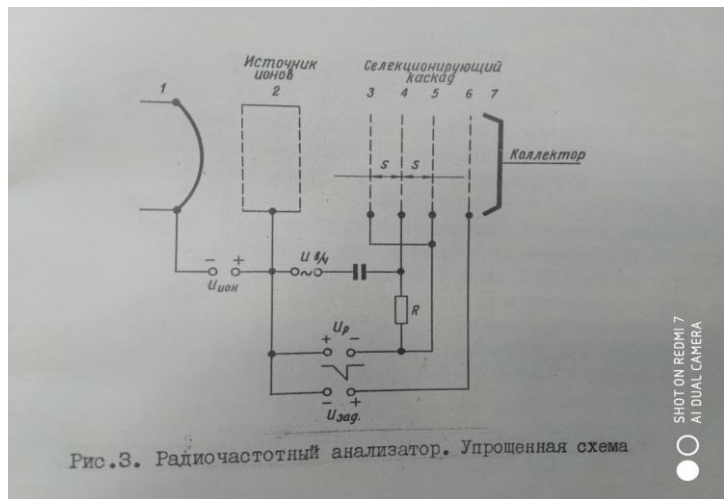 Источник
ионов
Селекционирующий
каскад
1
2
3 4 5 6 7
S S
Коллектор
- +
U в/ч
Uион
R
Uр
+ -
- +
Uзад.
Рис.3. Радиочастотный анализатор. Упрощенная схема
SHOT ON REDMI 7
AI DUAL CAMERA